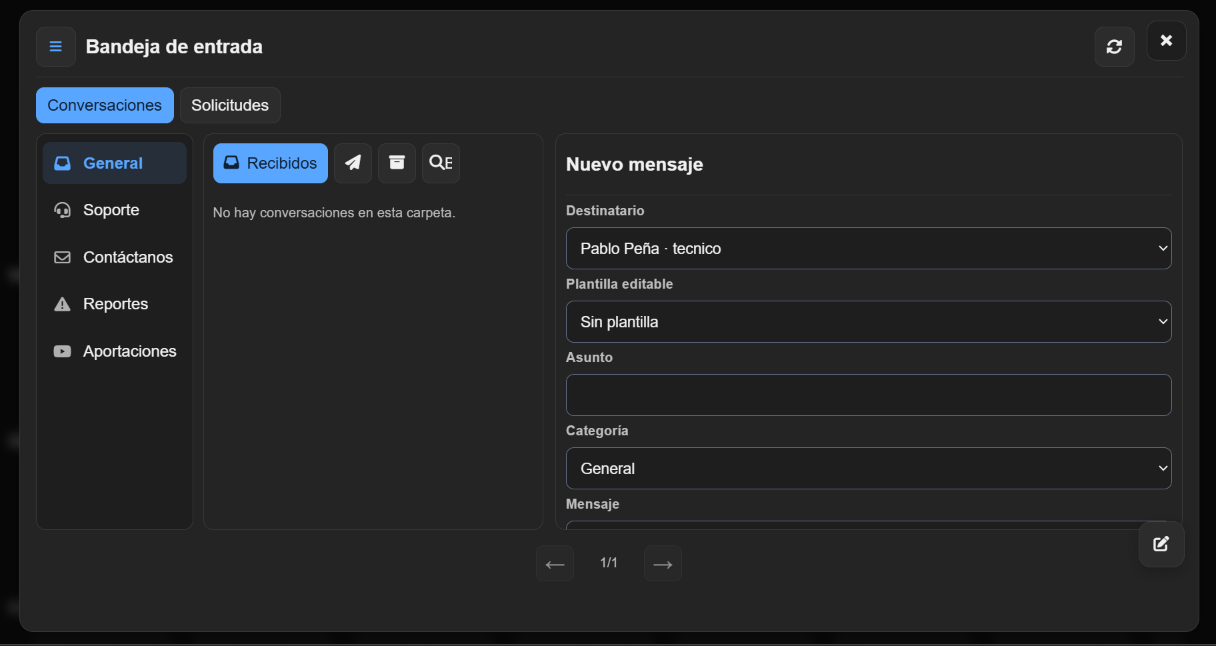 Bandeja de entrada
Conversaciones
Solicitudes
General
Soporte
Contáctanos
Reportes
Aportaciones
Recibidos
E
No hay conversaciones en esta carpeta.
Nuevo mensaje
Destinatario
Pablo Peña · tecnico
Plantilla editable
Sin plantilla
Asunto
Categoría
General
Mensaje
← 1/1 →